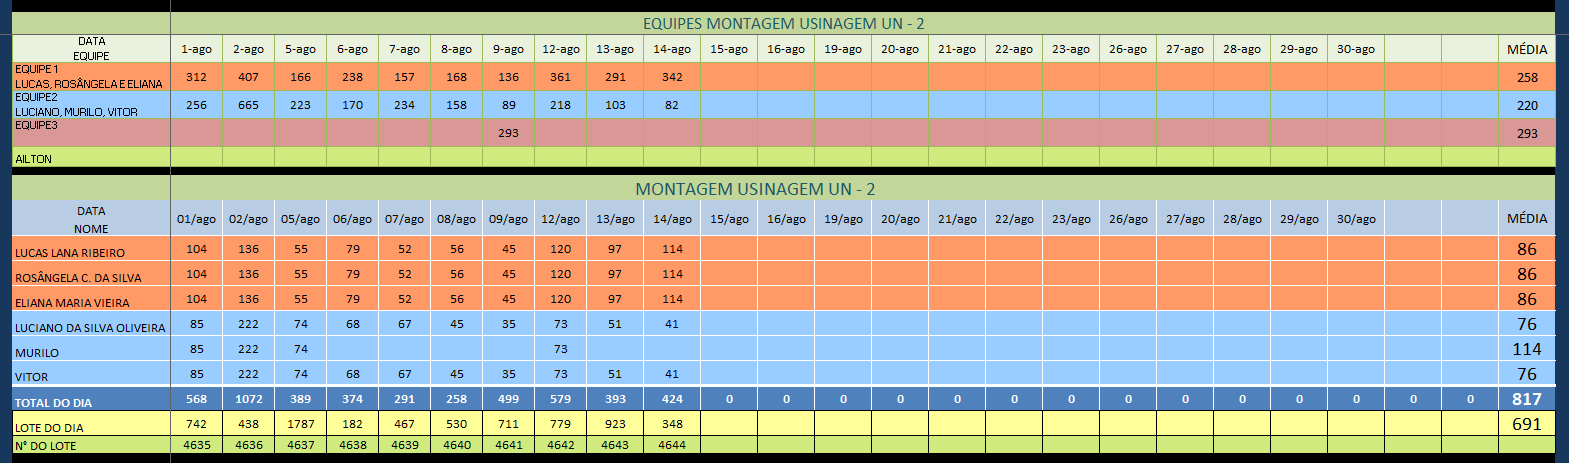 EQUIPES MONTAGEM USINAGEM UN - 2
DATA
EQUIPE 1-ago 2-ago 5-ago 6-ago 7-ago 8-ago 9-ago 12-ago 13-ago 14-ago 15-ago 16-ago 19-ago 20-ago 21-ago 22-ago 23-ago 26-ago 27-ago 28-ago 29-ago 30-ago MÉDIA
EQUIPE 1
LUCAS, ROSÂNGELA E ELIANA 312 407 166 238 157 168 136 361 291 342 258
EQUIPE2
LUCIANO, MURILO, VITOR 256 665 223 170 234 158 89 218 103 82 220
EQUIPE3 293 293
AILTON
MONTAGEM USINAGEM UN - 2
DATA
NOME 01/ago 02/ago 05/ago 06/ago 07/ago 08/ago 09/ago 12/ago 13/ago 14/ago 15/ago 16/ago 19/ago 20/ago 21/ago 22/ago 23/ago 26/ago 27/ago 28/ago 29/ago 30/ago MÉDIA
LUCAS LANA RIBEIRO 104 136 55 79 52 56 45 120 97 114 86
ROSÂNGELA C. DA SILVA 104 136 55 79 52 56 45 120 97 114 86
ELIANA MARIA VIEIRA 104 136 55 79 52 56 45 120 97 114 86
LUCIANO DA SILVA OLIVEIRA 85 222 74 68 67 45 35 73 51 41 76
MURILO 85 222 74 73 114
VITOR 85 222 74 68 67 45 35 73 51 41 76
TOTAL DO DIA 568 1072 389 374 291 258 499 579 393 424 0 0 0 0 0 0 0 0 0 0 0 0 0 0 817
LOTE DO DIA 742 438 1787 182 467 530 711 779 923 348 691
N° DO LOTE 4635 4636 4637 4638 4639 4640 4641 4642 4643 4644